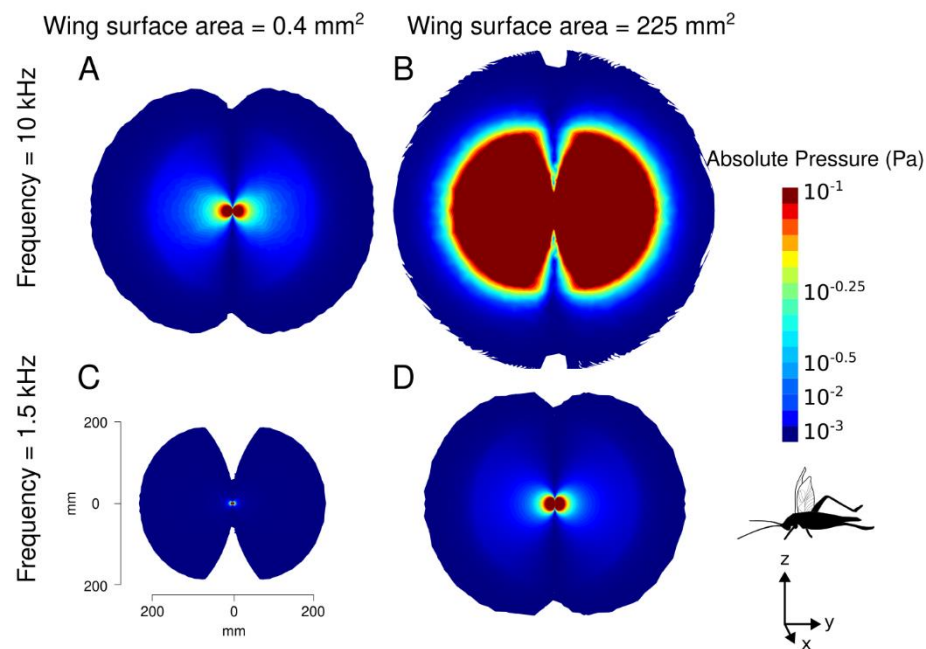 Wing surface area = 0.4 mm² Wing surface area = 225 mm²
Frequency = 10 kHz
A
B
Absolute Pressure (Pa)
10⁻¹
10⁻⁰·²⁵
10⁻⁰·⁵
10⁻²
10⁻³
Frequency = 1.5 kHz
C
D
200
mm
0
200
200 0 200
mm
z
y
x